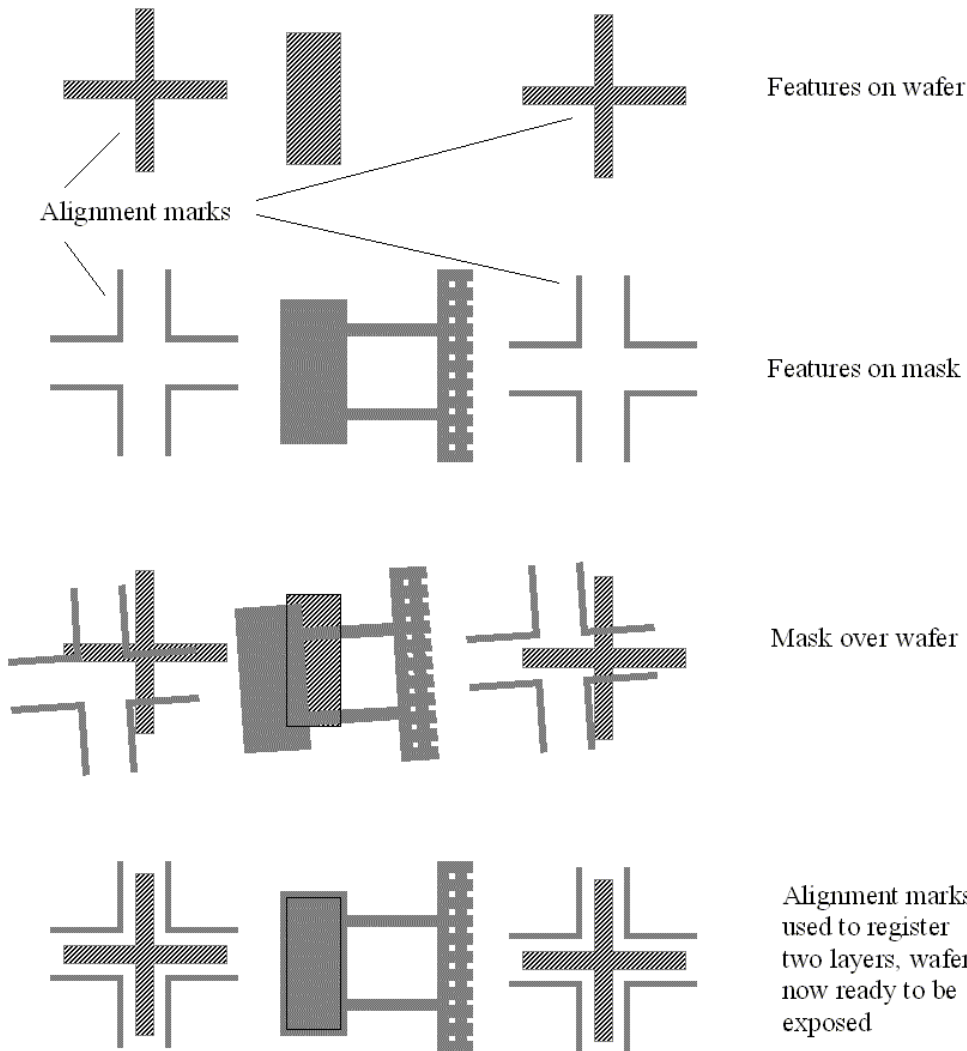 Features on wafer
Alignment marks
Features on mask
Mask over wafer
Alignment marks
used to register
two layers, wafer
now ready to be
exposed